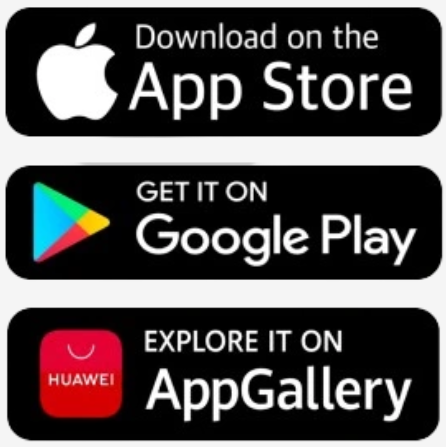 Download on the
App Store
GET IT ON
Google Play
HUAWEI
EXPLORE IT ON
AppGallery